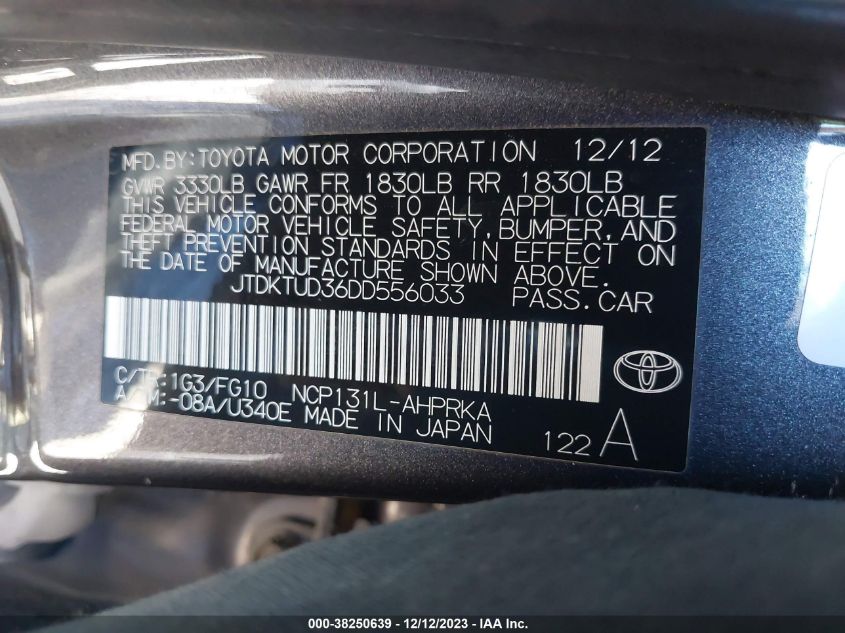 MFD.BY:TOYOTA MOTOR CORPORATION 12/12
GVWR 3330LB GAWR FR 1830LB RR 1830LB
THIS VEHICLE CONFORMS TO ALL APPLICABLE
FEDERAL MOTOR VEHICLE SAFETY, BUMPER, AND
THEFT PREVENTION STANDARDS IN EFFECT ON
THE DATE OF MANUFACTURE SHOWN ABOVE.
JTDKTUD36DD556033 PASS.CAR
C/TR:1G3/FG10 NCP131L-AHPRKA
A/TM:-08A/U340E MADE IN JAPAN
122 A
000-38250639 - 12/12/2023 - IAA Inc.